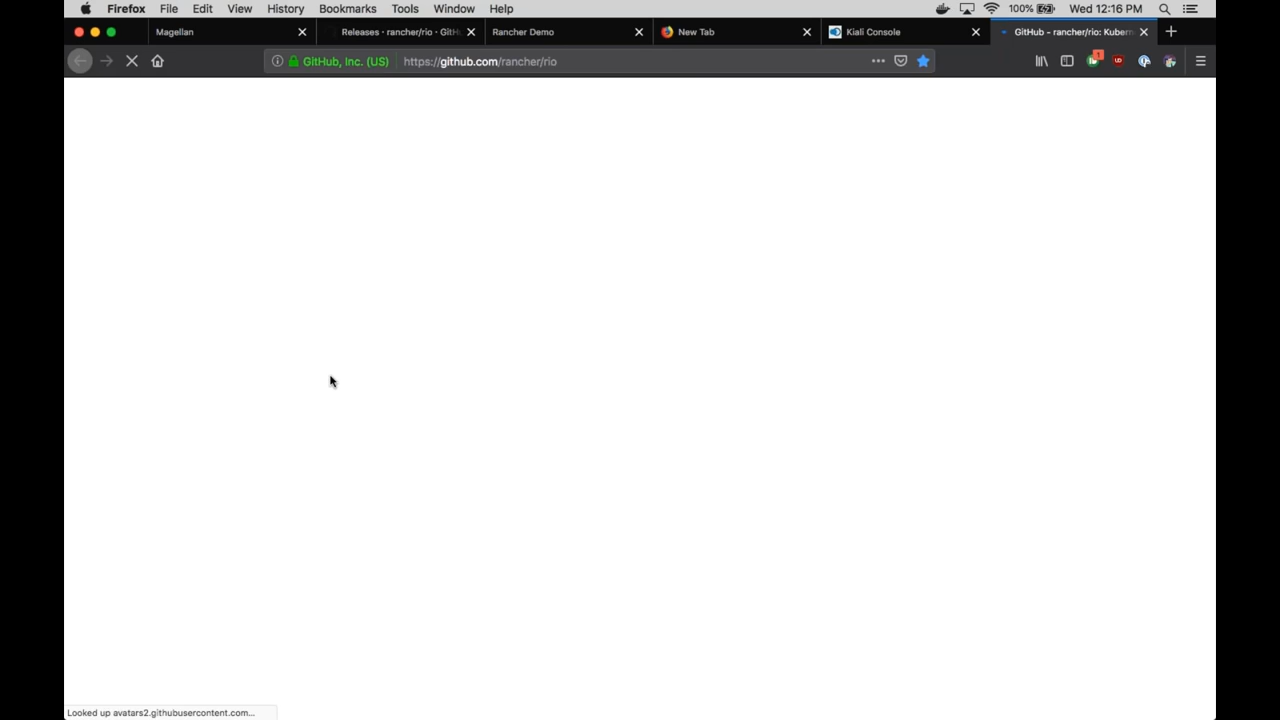 Firefox File Edit View History Bookmarks Tools Window Help 100% Wed 12:16 PM
Magellan Releases · rancher/rio · GitH Rancher Demo New Tab Kiali Console GitHub - rancher/rio: Kubern
GitHub, Inc. (US) https://github.com/rancher/rio 1
Looked up avatars2.githubusercontent.com...